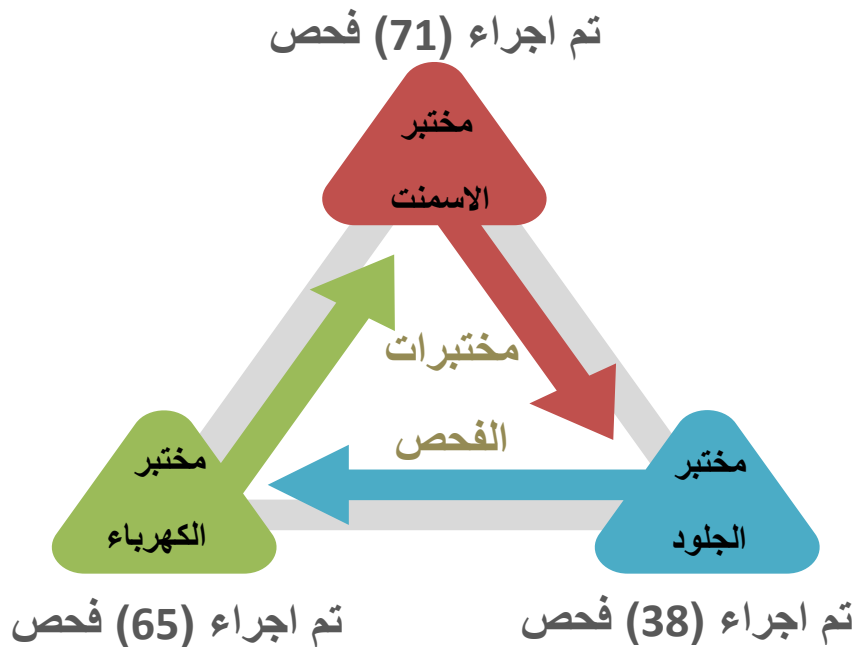 تم اجراء (71) فحص
مختبر
الاسمنت
مختبرات
الفحص
مختبر
الجلود
مختبر
الكهرباء
تم اجراء (38) فحص
تم اجراء (65) فحص